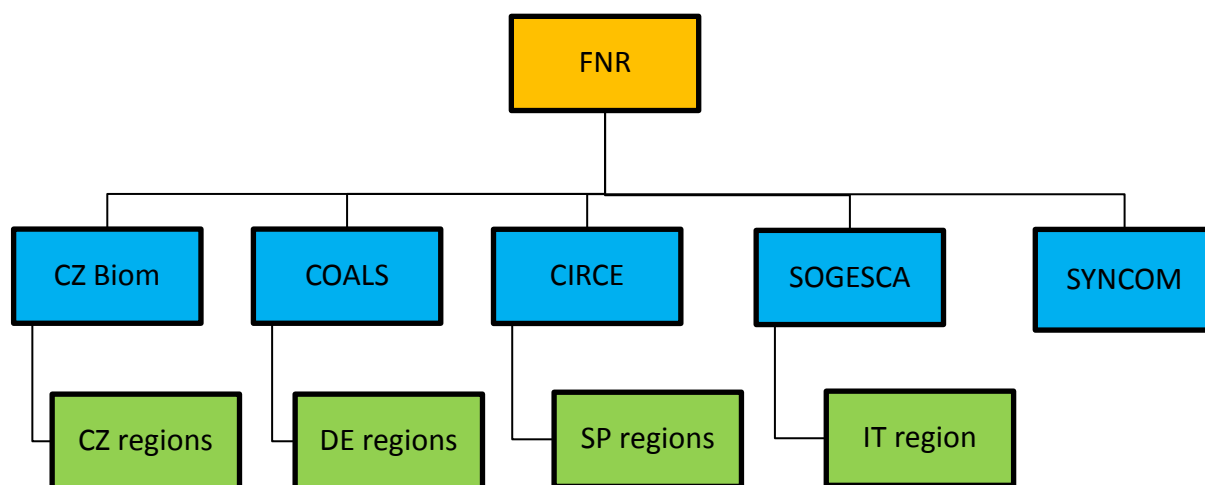 FNR
CZ Biom
COALS
CIRCE
SOGESCA
SYNCOM
CZ regions
DE regions
SP regions
IT region